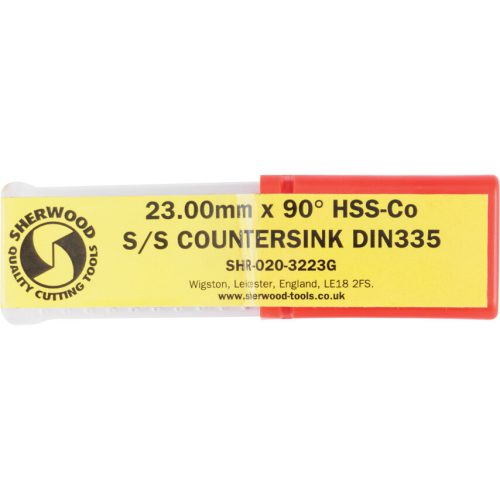 SHERWOOD
QUALITY CUTTING TOOLS
23.00mm x 90° HSS-Co
S/S COUNTERSINK DIN335
SHR-020-3223G
Wigston, Leicester, England, LE18 2FS.
www.sherwood-tools.co.uk